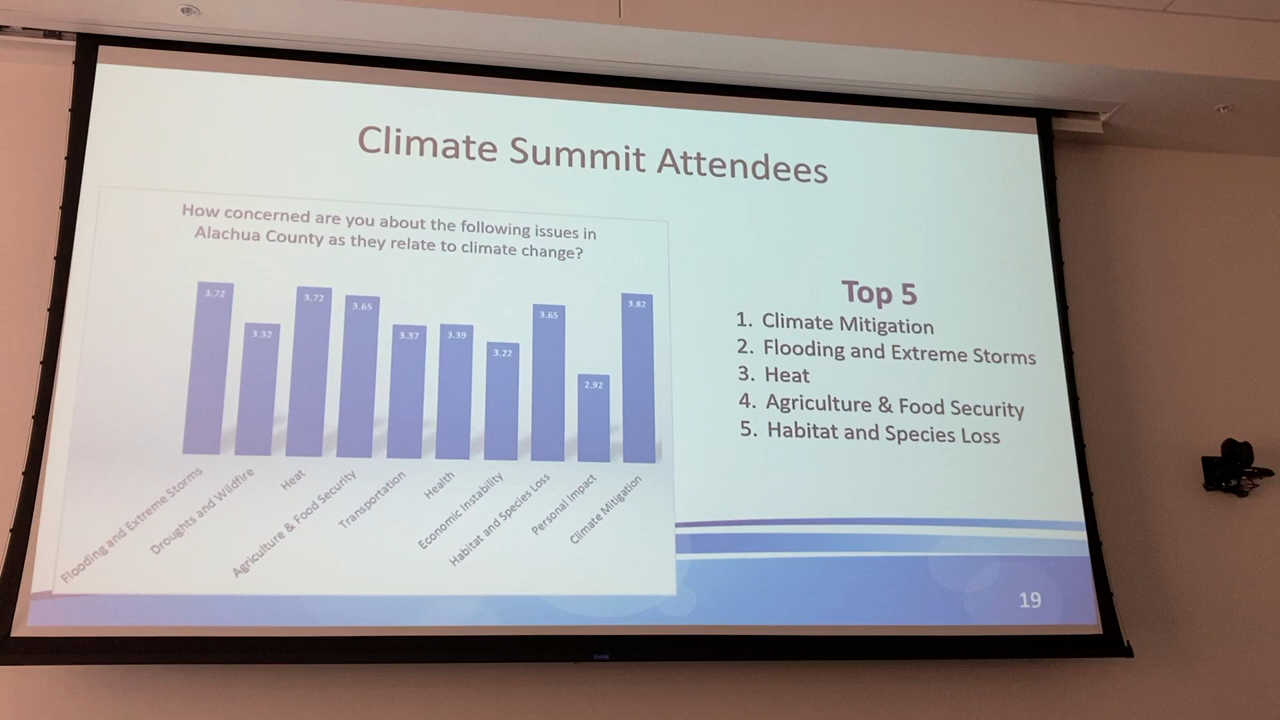 Climate Summit Attendees
How concerned are you about the following issues in
Alachua County as they relate to climate change?
3.72
3.32
3.72
3.65
3.37
3.39
3.22
3.65
2.92
3.82
Flooding and Extreme Storms
Droughts and Wildfire
Heat
Agriculture & Food Security
Transportation
Health
Economic Instability
Habitat and Species Loss
Personal Impact
Climate Mitigation
Top 5
1. Climate Mitigation
2. Flooding and Extreme Storms
3. Heat
4. Agriculture & Food Security
5. Habitat and Species Loss
19